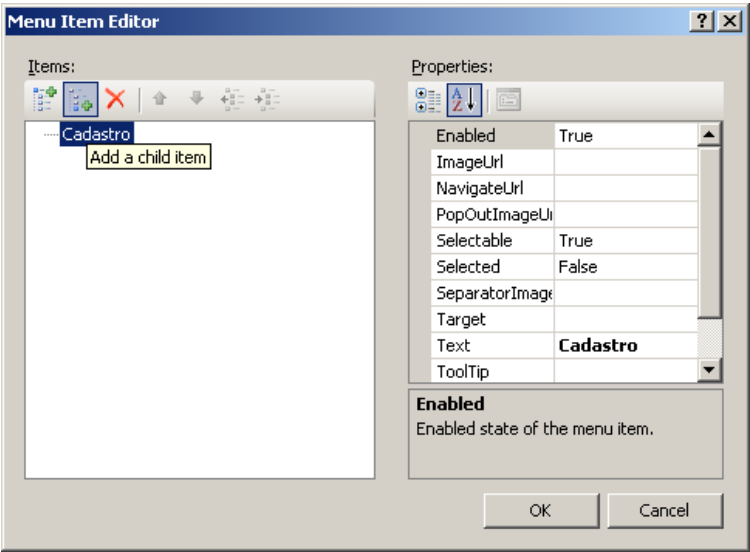 Menu Item Editor
Items:
Cadastro
Add a child item
Properties:
Enabled True
ImageUrl
NavigateUrl
PopOutImageUr
Selectable True
Selected False
SeparatorImage
Target
Text Cadastro
ToolTip
Enabled
Enabled state of the menu item.
OK Cancel